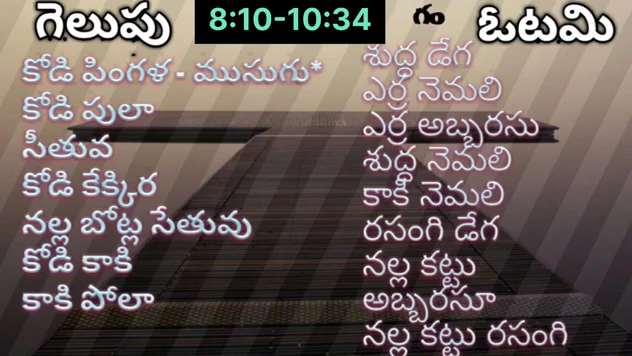 గెలుపు 8:10-10:34 గం ఓటమి
కోడి పింగళ - ముసుగు*
కోడి పులా
సీతువ
కోడి కేక్కిర
నల్ల బోట్ల సేతువు
కోడి కాకి
కాకి పోలా
శుద్ధ డేగ
ఎర్ర నెమలి
ఎర్ర అబ్బరసు
శుద్ధ నెమలి
కాకి నెమలి
రసంగి డేగ
నల్ల కట్టు
అబ్బరసూ
నల్ల కట్టు రసంగి